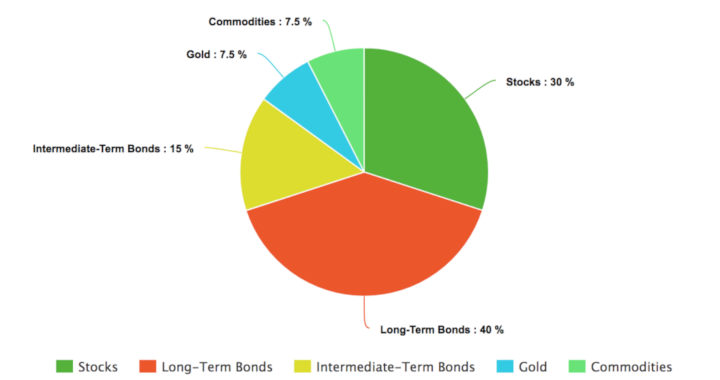 Commodities : 7.5 %
Gold : 7.5 %
Stocks : 30 %
Intermediate-Term Bonds : 15 %
Long-Term Bonds : 40 %
Stocks Long-Term Bonds Intermediate-Term Bonds Gold Commodities